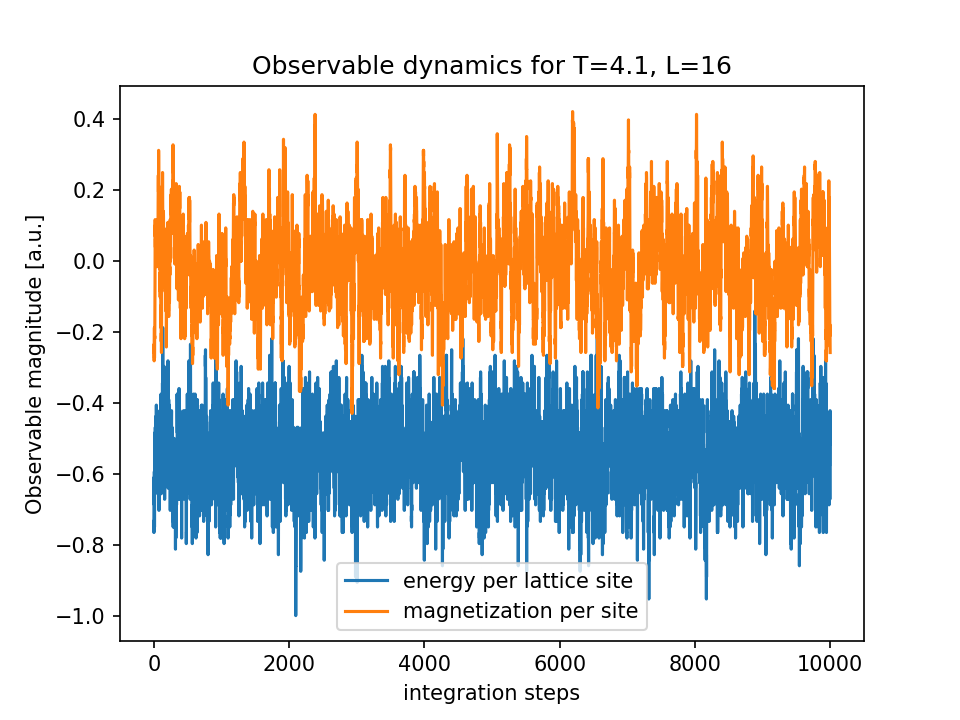 Observable dynamics for T=4.1, L=16
Observable magnitude [a.u.]
0.4
0.2
0.0
−0.2
−0.4
−0.6
−0.8
−1.0
energy per lattice site
magnetization per site
0 2000 4000 6000 8000 10000
integration steps